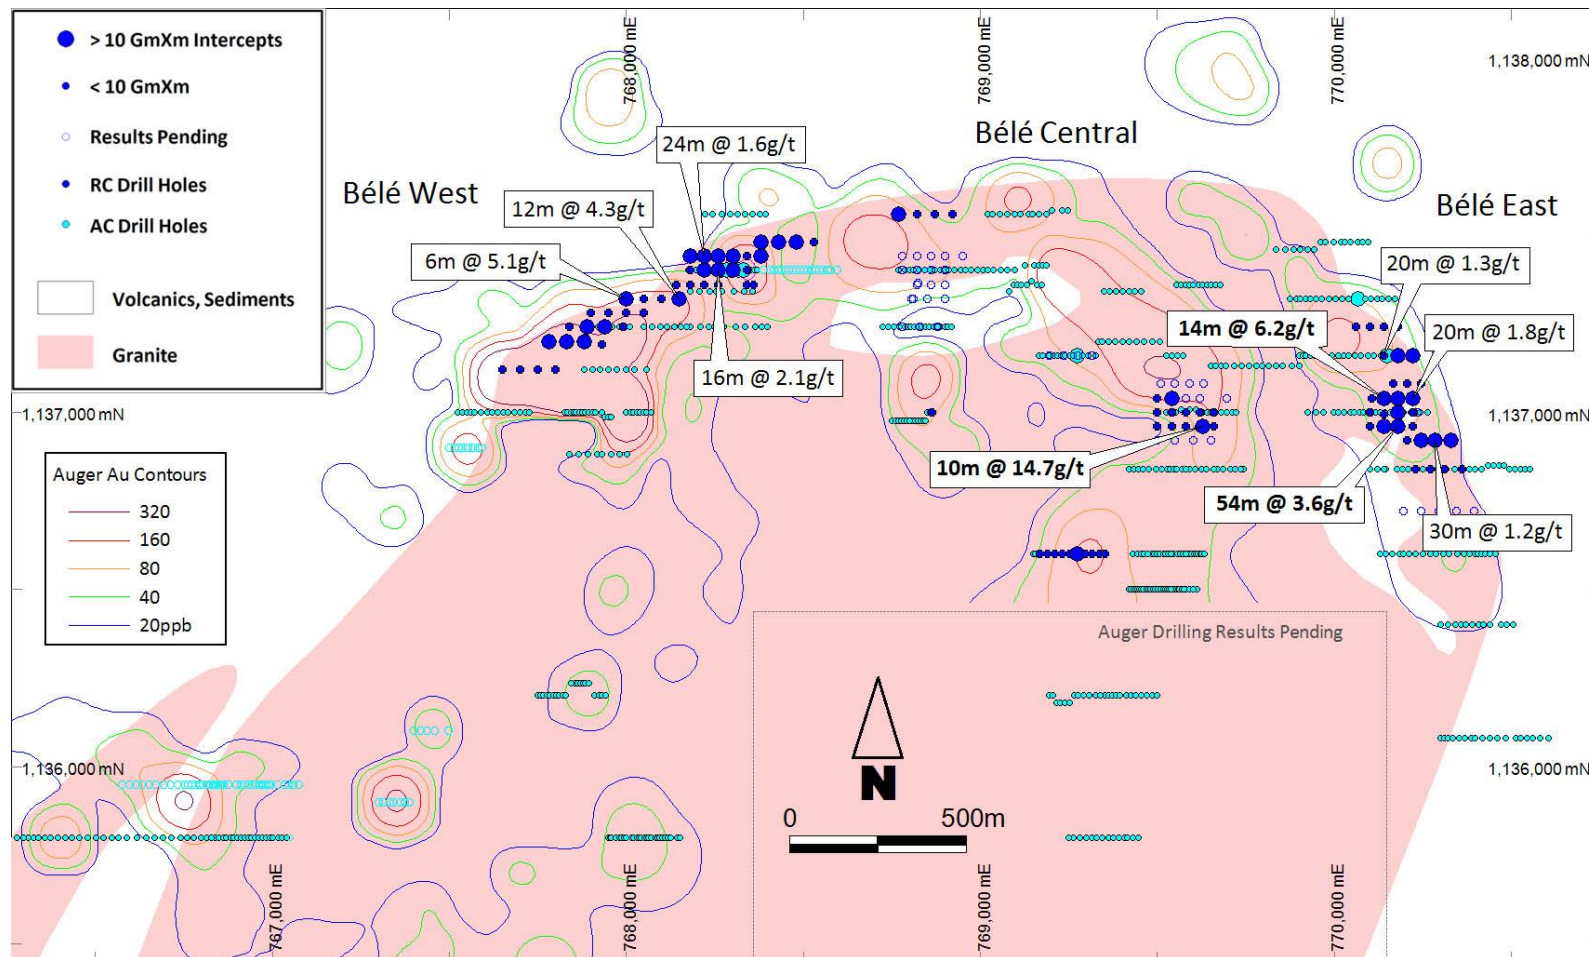 > 10 GmXm Intercepts
< 10 GmXm
Results Pending
RC Drill Holes
AC Drill Holes
Volcanics, Sediments
Granite
768,000 mE
769,000 mE
770,000 mE
1,138,000 mN
Bélé Central
24m @ 1.6g/t
Bélé West
Bélé East
12m @ 4.3g/t
6m @ 5.1g/t
20m @ 1.3g/t
14m @ 6.2g/t
20m @ 1.8g/t
16m @ 2.1g/t
1,137,000 mN
1,137,000 mN
10m @ 14.7g/t
54m @ 3.6g/t
30m @ 1.2g/t
Auger Au Contours
320
160
80
40
20ppb
Auger Drilling Results Pending
1,136,000 mN
1,136,000 mN
N
0
500m
767,000 mE
768,000 mE
769,000 mE
770,000 mE